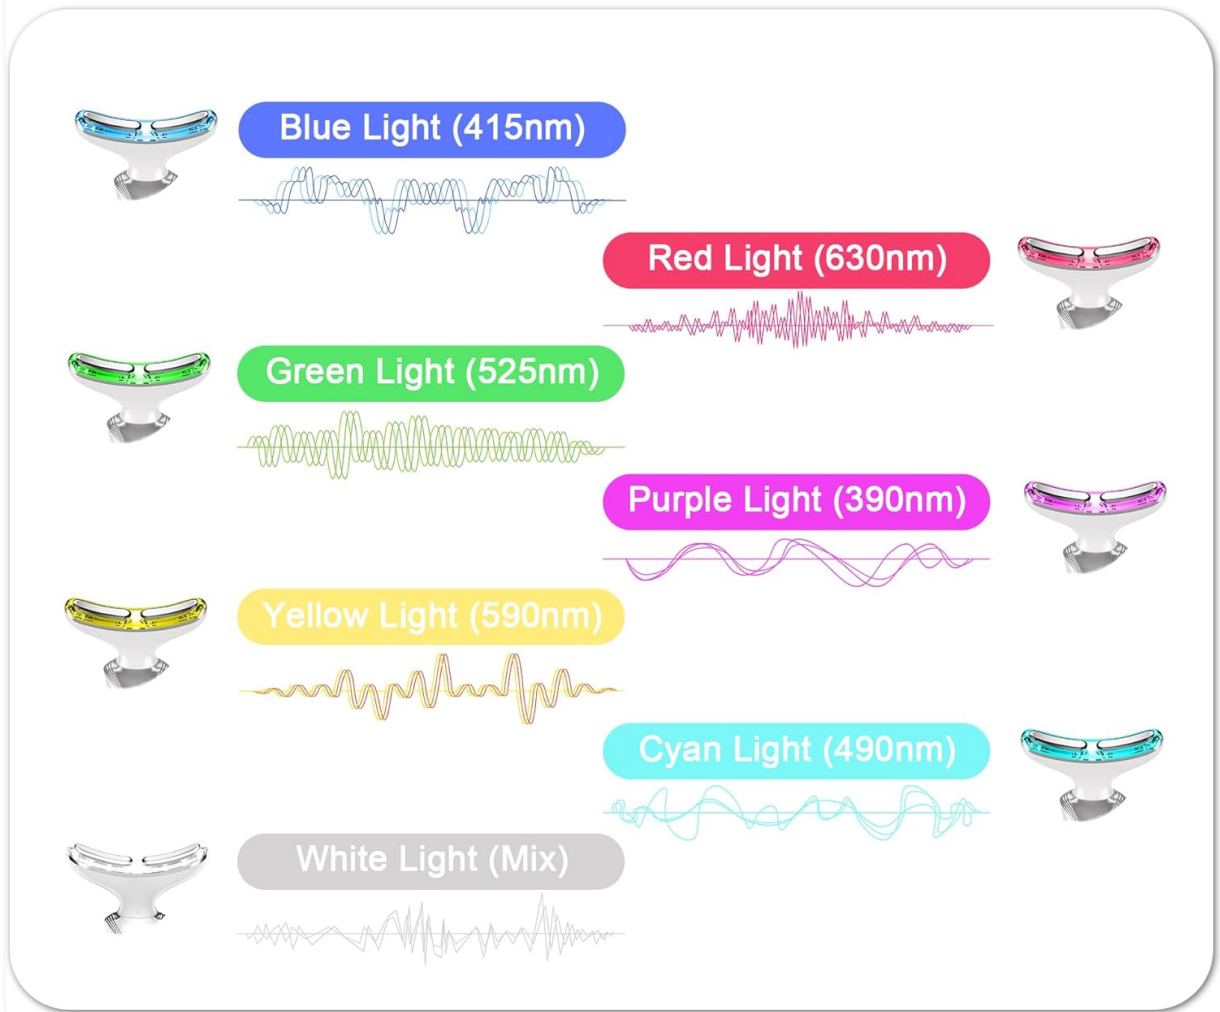 Blue Light (415nm)
Red Light (630nm)
Green Light (525nm)
Purple Light (390nm)
Yellow Light (590nm)
Cyan Light (490nm)
White Light (Mix)